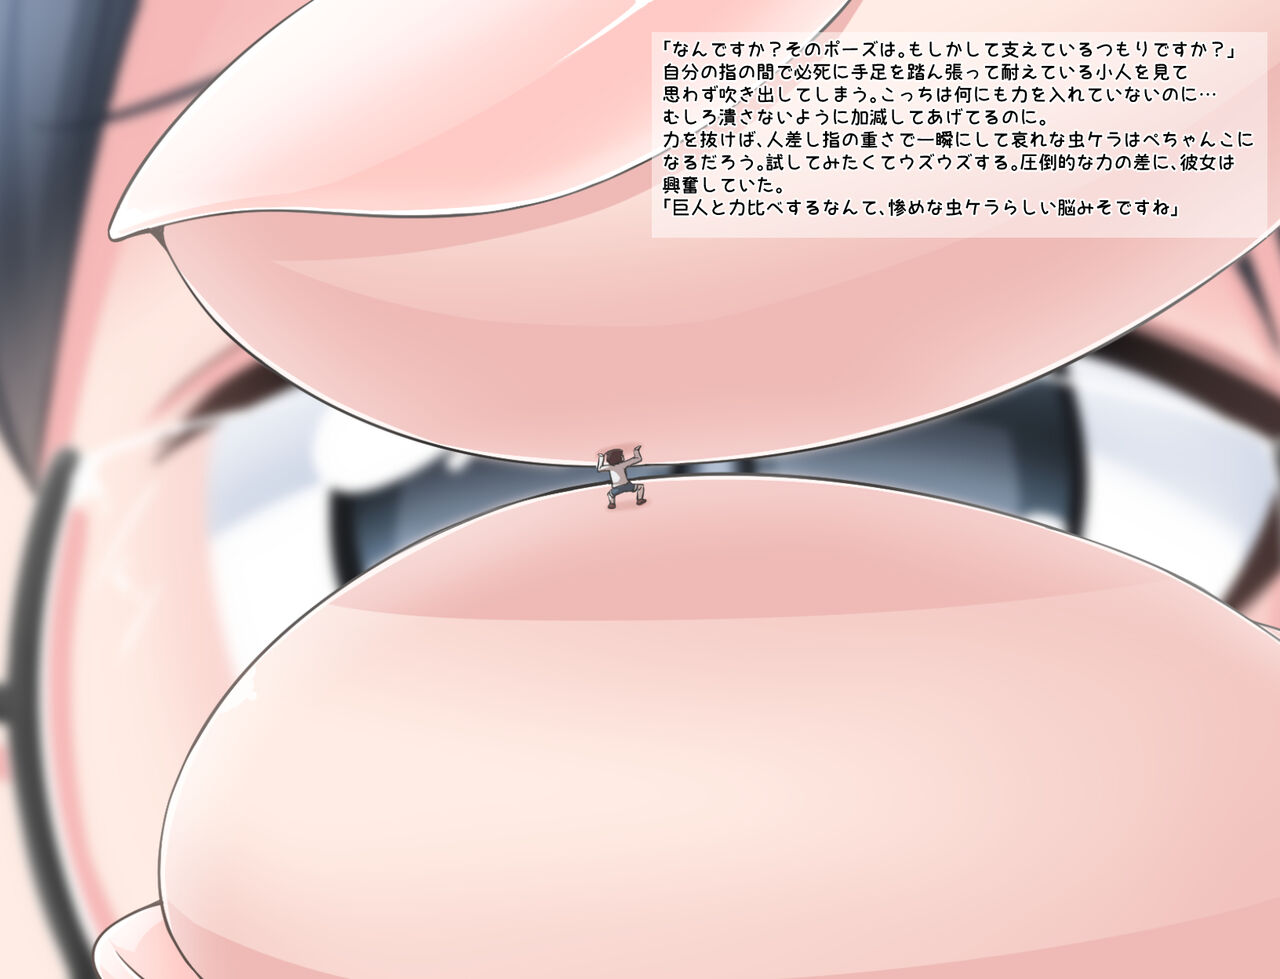 「なんですか？そのポーズは。もしかして支えているつもりですか？」
自分の指の間で必死に手足を踏ん張って耐えている小人を見て
思わず吹き出してしまう。こっちは何にも力を入れていないのに…
むしろ潰さないように加減してあげてるのに。
力を抜けば、人差し指の重さで一瞬にして哀れな虫ケラはぺちゃんこに
なるだろう。試してみたくてウズウズする。圧倒的な力の差に、彼女は
興奮していた。
「巨人と力比べするなんて、惨めな虫ケラらしい脳みそですね」